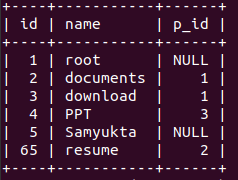 +----+-----------+------+
| id | name      | p_id |
+----+-----------+------+
|  1 | root      | NULL |
|  2 | documents |    1 |
|  3 | download  |    1 |
|  4 | PPT       |    3 |
|  5 | Samyukta  | NULL |
| 65 | resume    |    2 |
+----+-----------+------+